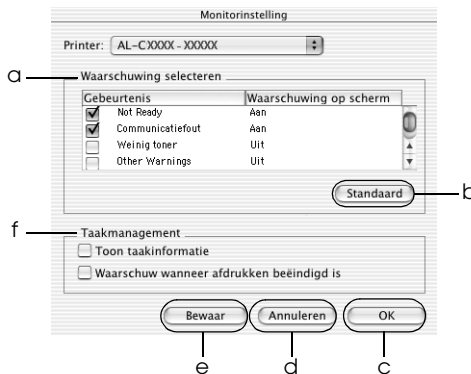 Monitorinstelling
Printer: AL-CXXXX - XXXXX
a
Waarschuwing selecteren
Gebeurtenis Waarschuwing op scherm
Not Ready Aan
Communicatiefout Aan
Weinig toner Uit
Other Warnings Uit
Standaard
b
f
Taakmanagement
Toon taakinformatie
Waarschuw wanneer afdrukken beëindigd is
Bewaar Annuleren OK
e d c